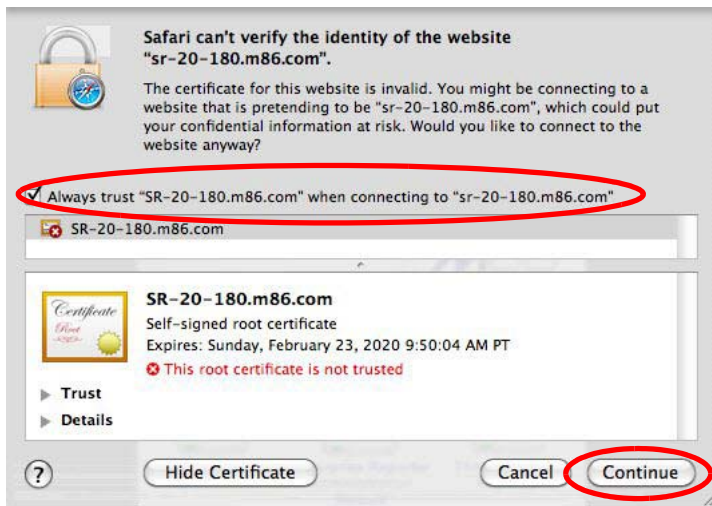 Safari can't verify the identity of the website
"sr-20-180.m86.com".
The certificate for this website is invalid. You might be connecting to a
website that is pretending to be "sr-20-180.m86.com", which could put
your confidential information at risk. Would you like to connect to the
website anyway?
Always trust "SR-20-180.m86.com" when connecting to "sr-20-180.m86.com"
SR-20-180.m86.com
Certificate
Root
SR-20-180.m86.com
Self-signed root certificate
Expires: Sunday, February 23, 2020 9:50:04 AM PT
This root certificate is not trusted
Trust
Details
? Hide Certificate Cancel Continue